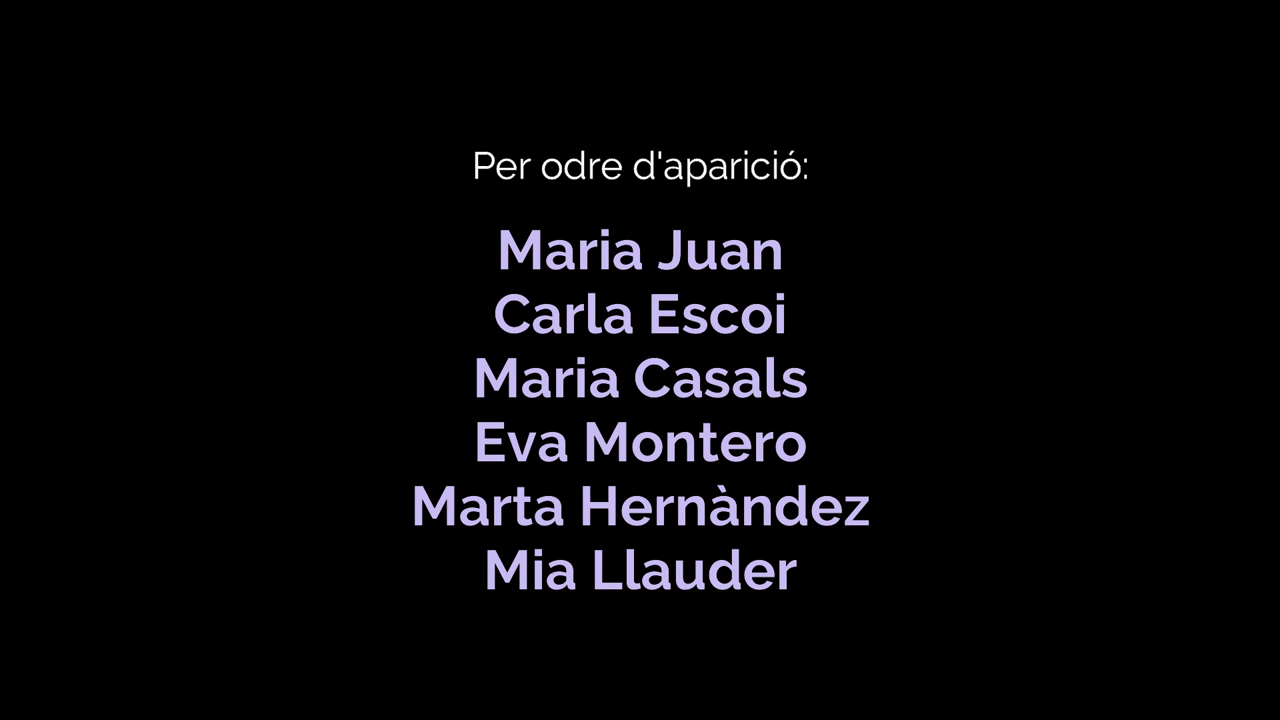 Per odre d'aparició:
Maria Juan
Carla Escoi
Maria Casals
Eva Montero
Marta Hernàndez
Mia Llauder